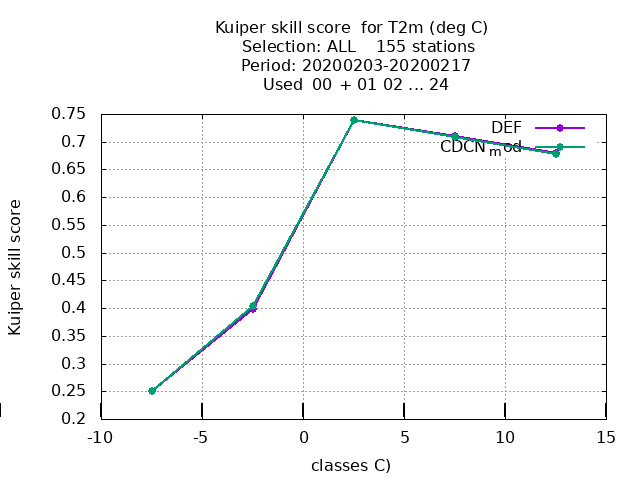 Kuiper skill score for T2m (deg C)
Selection: ALL 155 stations
Period: 20200203-20200217
Used 00 + 01 02 ... 24
0.75
0.7
0.65
0.6
0.55
0.5
0.45
0.4
0.35
0.3
0.25
0.2
-10
-5
0
5
10
15
Kuiper skill score
classes C)
DEF
CDCNmod